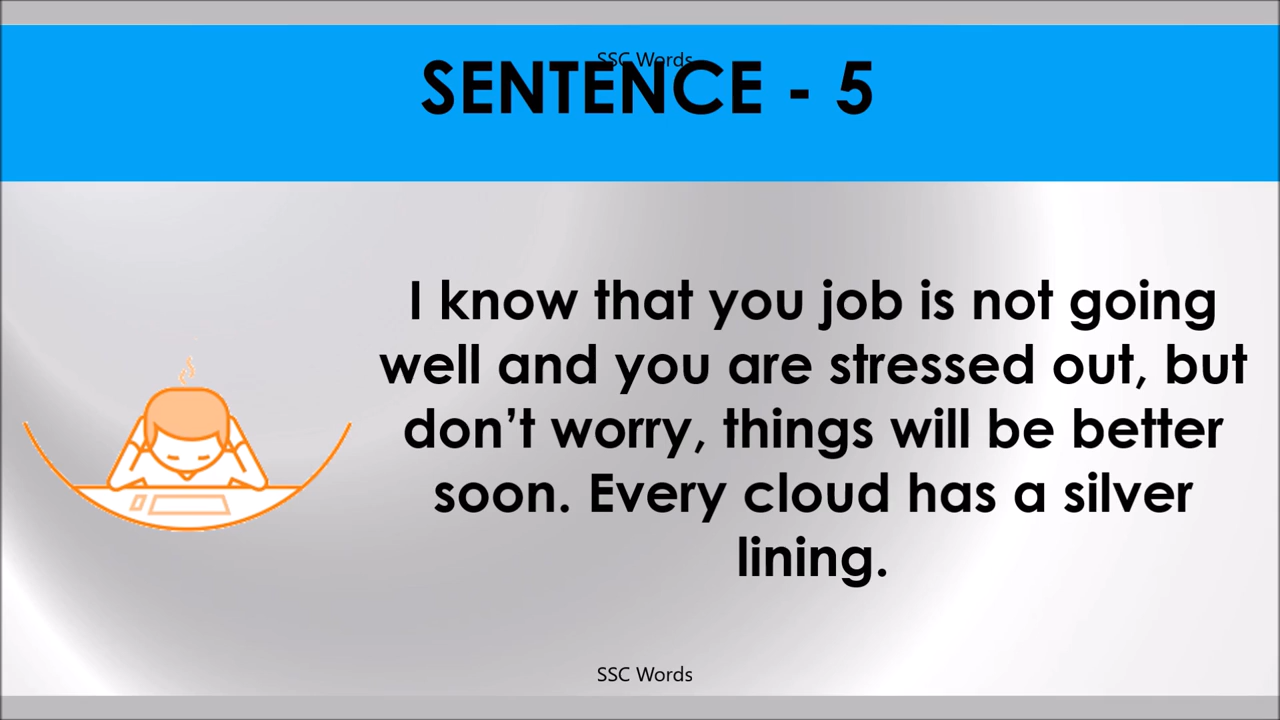 SSC Words
SENTENCE - 5
I know that you job is not going
well and you are stressed out, but
don’t worry, things will be better
soon. Every cloud has a silver
lining.
SSC Words